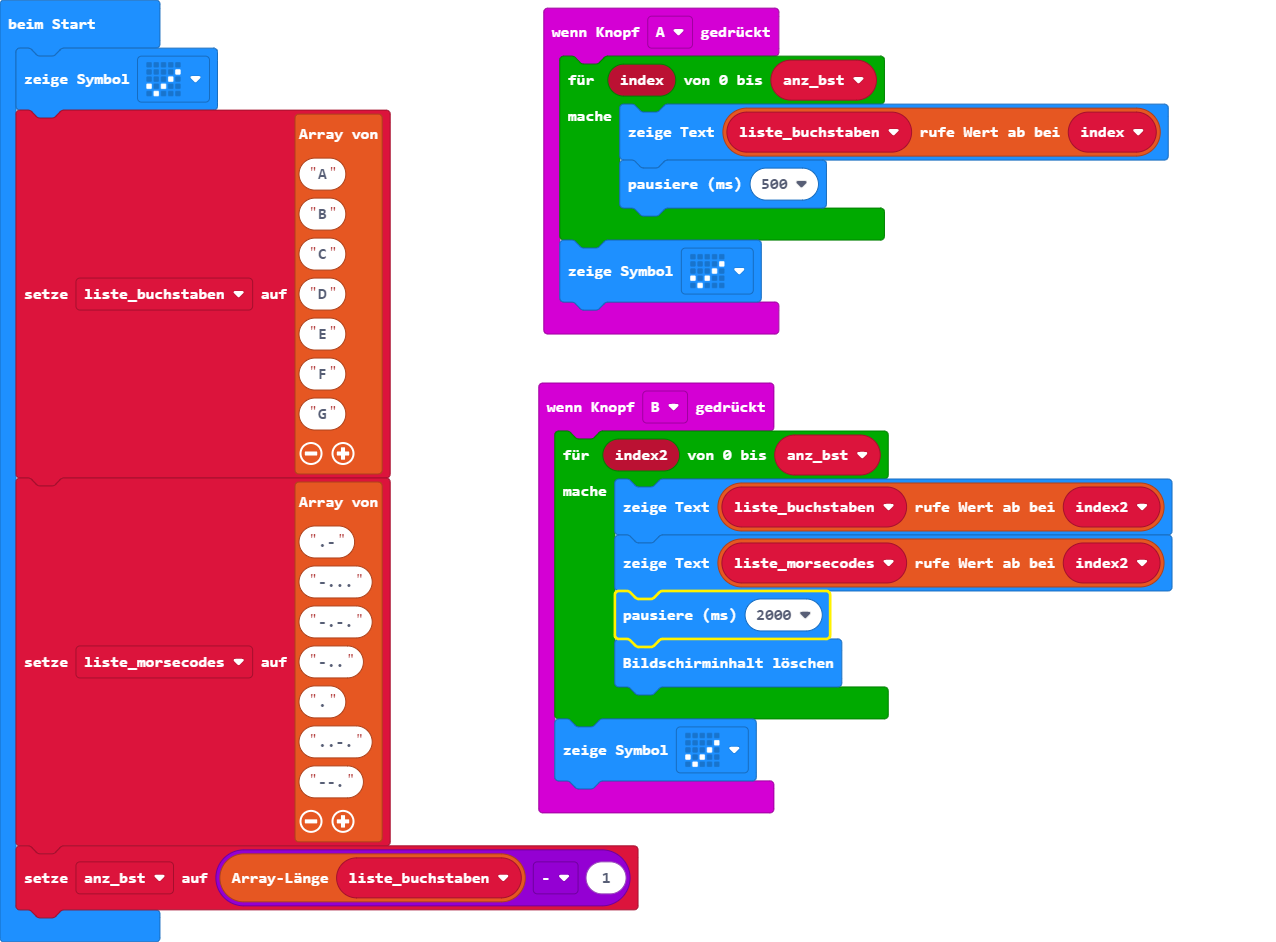 beim Start
zeige Symbol
Array von
"A"
"B"
"C"
"D"
"E"
"F"
"G"
setze liste_buchstaben auf
Array von
".-"
"-..."
"-.-."
"-.."
"."
"..-."
"--."
setze liste_morsecodes auf
setze anz_bst auf Array-Länge liste_buchstaben - 1
wenn Knopf A gedrückt
für index von 0 bis anz_bst
mache
zeige Text liste_buchstaben rufe Wert ab bei index
pausiere (ms) 500
zeige Symbol
wenn Knopf B gedrückt
für index2 von 0 bis anz_bst
mache
zeige Text liste_buchstaben rufe Wert ab bei index2
zeige Text liste_morsecodes rufe Wert ab bei index2
pausiere (ms) 2000
Bildschirminhalt löschen
zeige Symbol